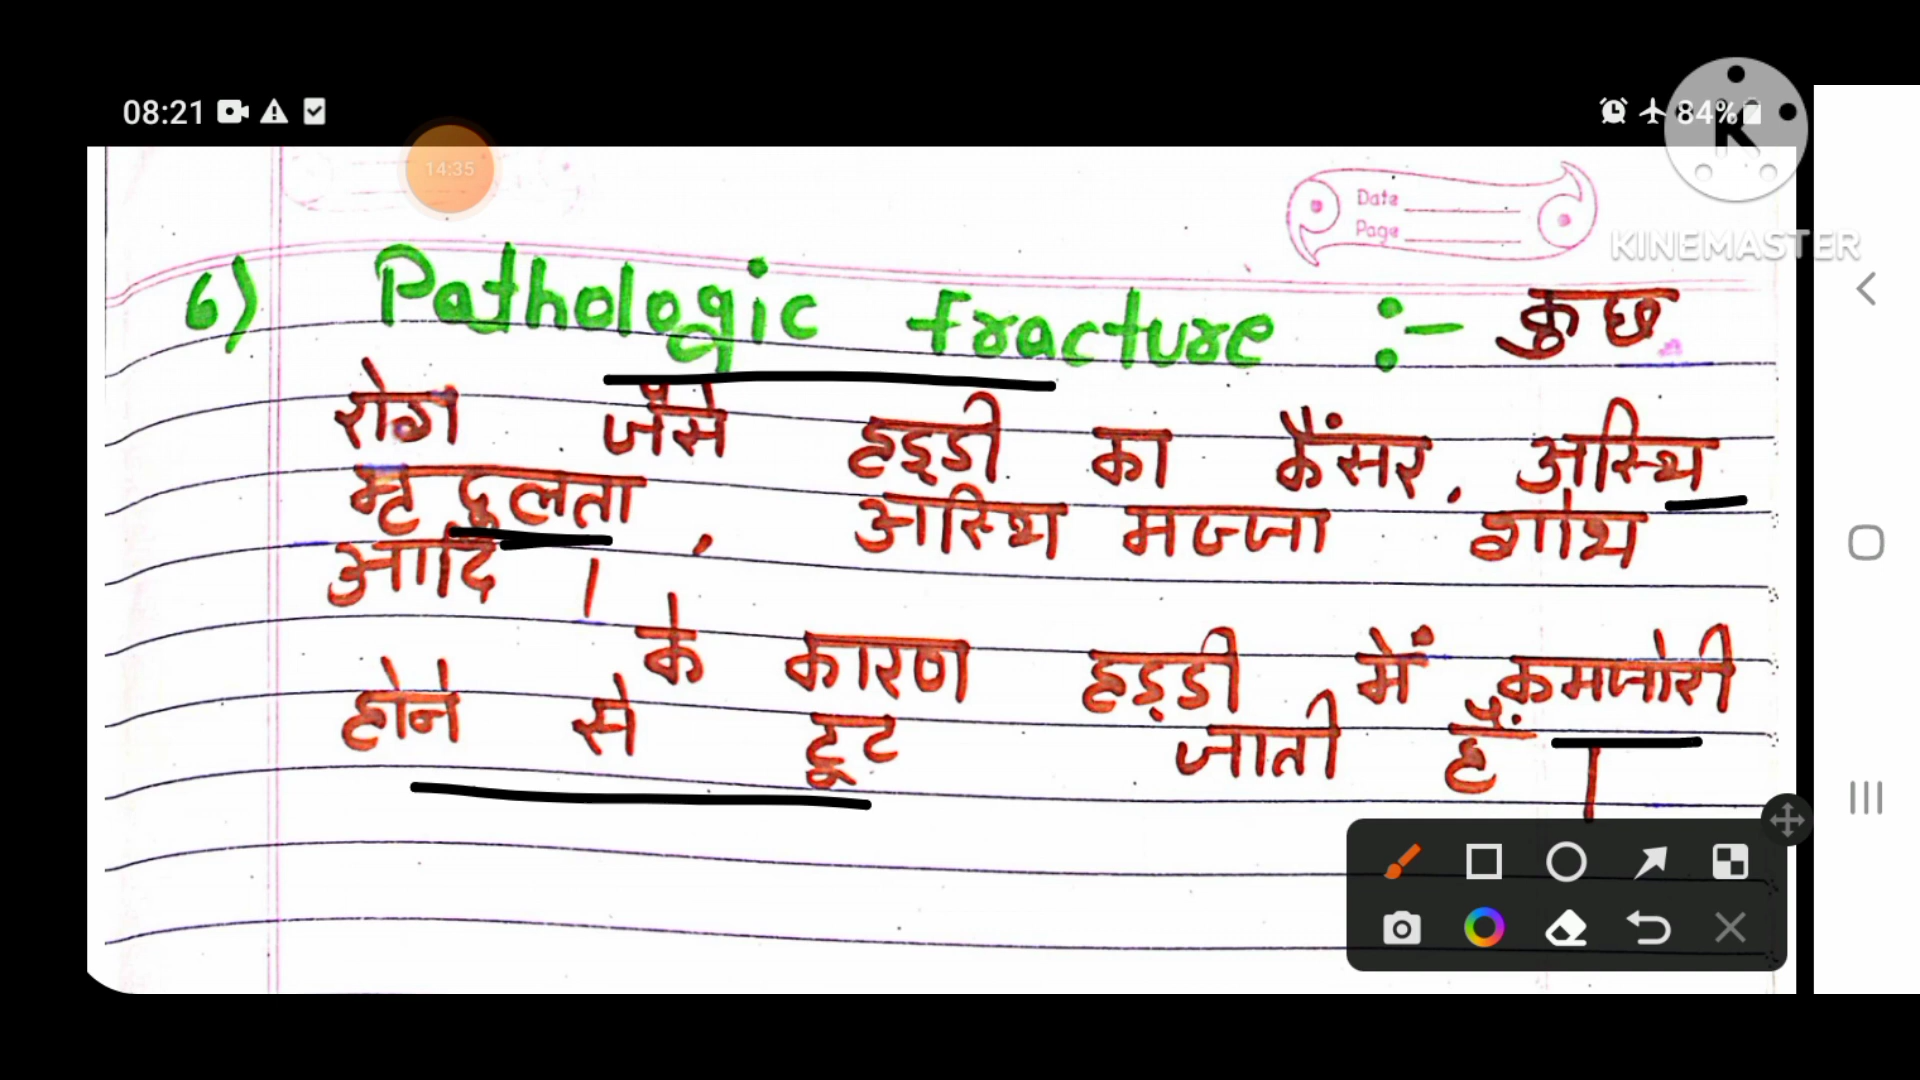 08:21
84%
14:35
K
KINEMASTER
Date
Page
6) Pathologic fracture :- कुछ
रोग जैसे हड्डी का कैंसर, अस्थि
मृदुलता, अस्थि मज्जा शोथ
आदि ।
के कारण हड्डी में कमजोरी
होने से टूट जाती हैं ।